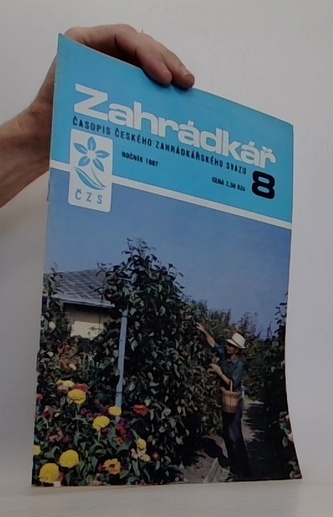 Zahrádkář
ČASOPIS ČESKÉHO ZAHRÁDKÁŘSKÉHO SVAZU
ROČNÍK 1987
CENA 2,50 Kčs
8
ČZS